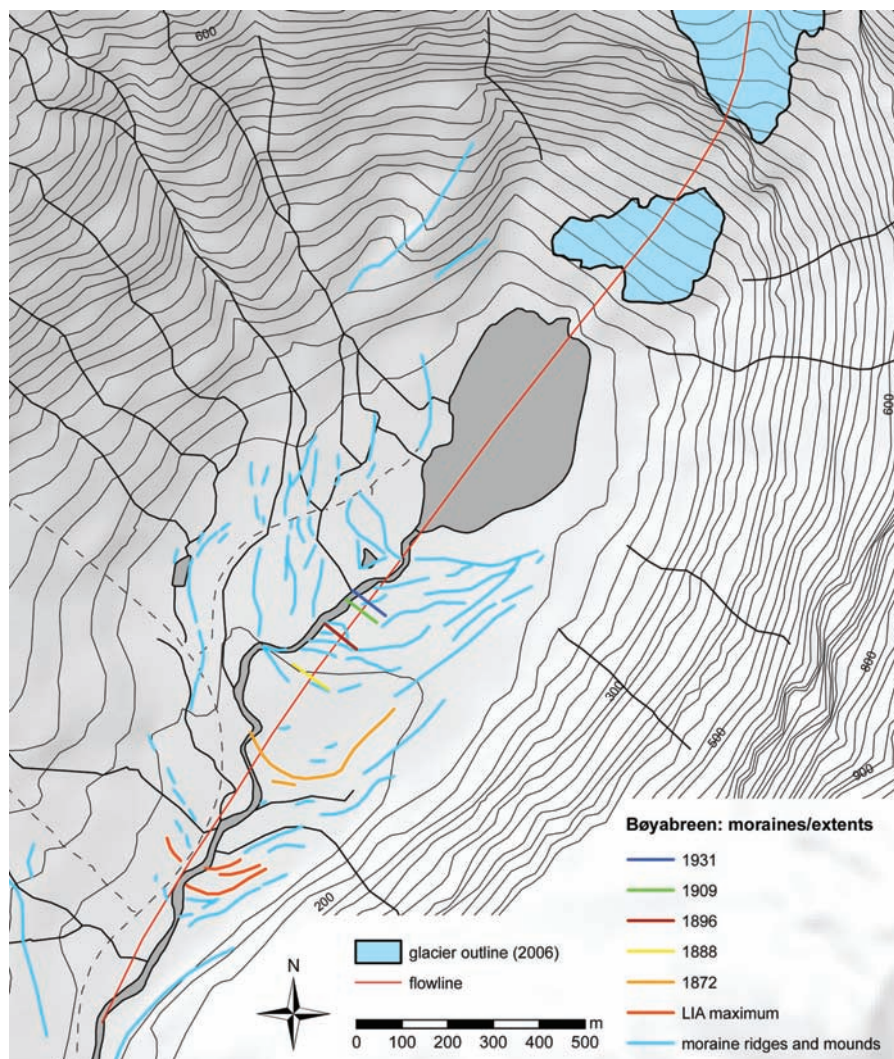 600
600
300
500
800
900
200
Bøyabreen: moraines/extents
1931
1909
1896
1888
1872
LIA maximum
moraine ridges and mounds
N
glacier outline (2006)
flowline
m
0 100 200 300 400 500